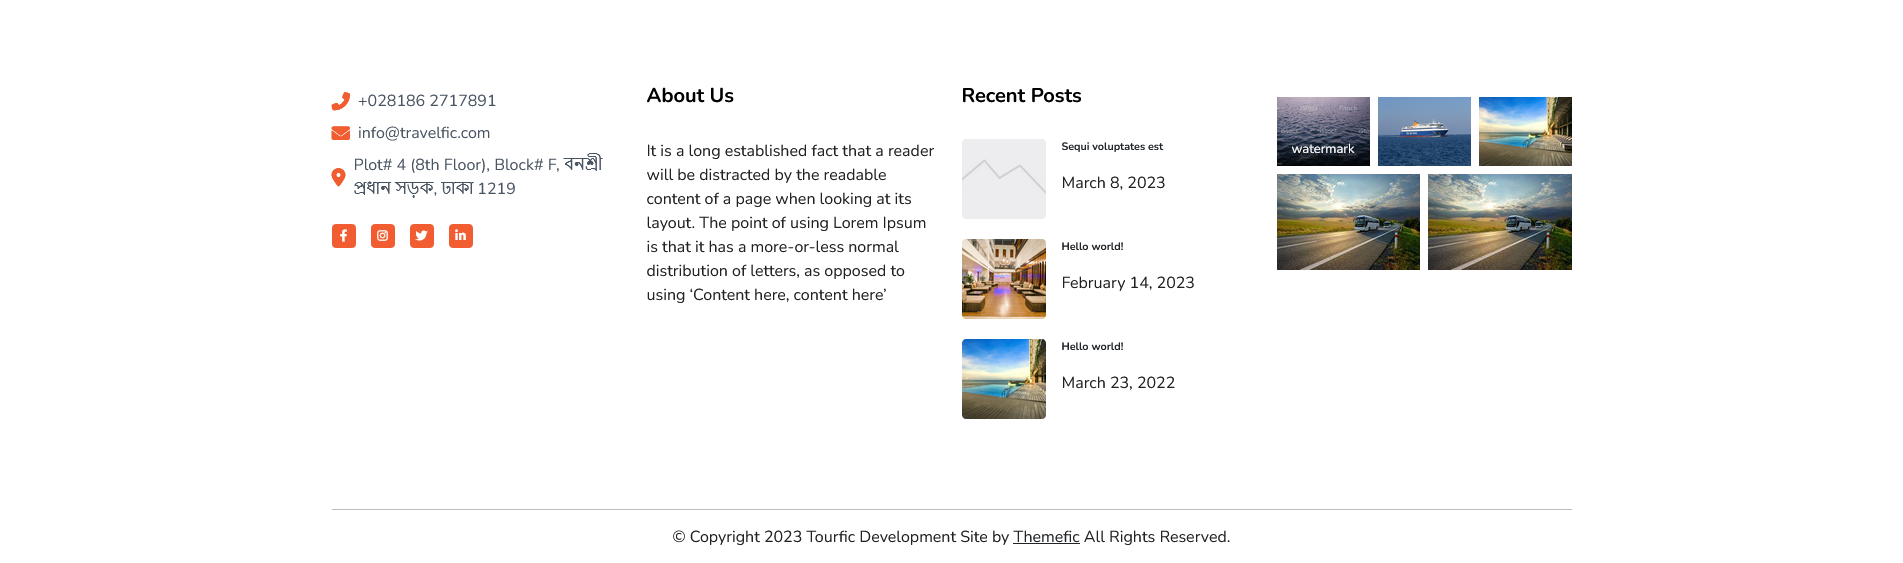 +028186 2717891
info@travelfic.com
Plot# 4 (8th Floor), Block# F, বনশ্রী
প্রধান সড়ক, ঢাকা 1219
About Us
It is a long established fact that a reader
will be distracted by the readable
content of a page when looking at its
layout. The point of using Lorem Ipsum
is that it has a more-or-less normal
distribution of letters, as opposed to
using ‘Content here, content here’
Recent Posts
Sequi voluptates est
March 8, 2023
Hello world!
February 14, 2023
Hello world!
March 23, 2022
watermark
© Copyright 2023 Tourfic Development Site by Themefic All Rights Reserved.